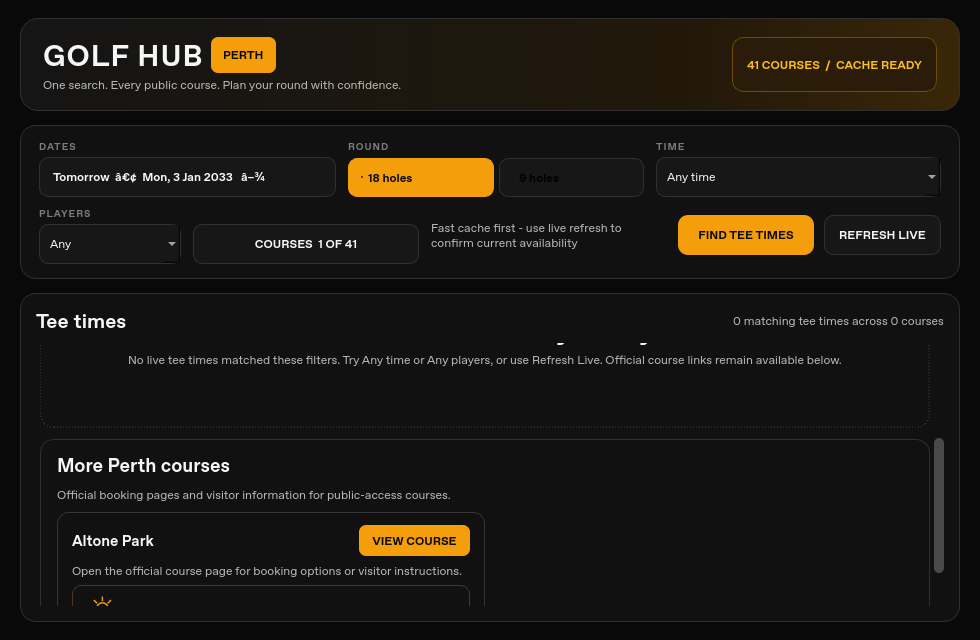 GOLF HUB PERTH
One search. Every public course. Plan your round with confidence.
41 COURSES / CACHE READY
DATES
Tomorrow â€¢ Mon, 3 Jan 2033 â–¾
ROUND
· 18 holes
9 holes
TIME
Any time
PLAYERS
Any
COURSES 1 OF 41
Fast cache first - use live refresh to
confirm current availability
FIND TEE TIMES
REFRESH LIVE
Tee times
0 matching tee times across 0 courses
No live tee times matched these filters. Try Any time or Any players, or use Refresh Live. Official course links remain available below.
More Perth courses
Official booking pages and visitor information for public-access courses.
Altone Park
VIEW COURSE
Open the official course page for booking options or visitor instructions.